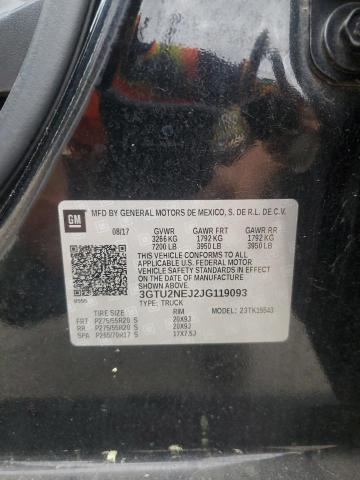 GM
MFD BY GENERAL MOTORS DE MEXICO, S. DE R.L. DE C.V.
08/17 GVWR GAWR FRT GAWR RR
3266 KG 1792 KG 1792 KG
7200 LB 3950 LB 3950 LB
THIS VEHICLE CONFORMS TO ALL APPLICABLE
U.S. FEDERAL MOTOR VEHICLE SAFETY
STANDARDS IN EFFECT ON THE
DATE OF MANUFACTURE SHOWN ABOVE.
3GTU2NEJ2JG119093
TYPE: TRUCK
TIRE SIZE RIM MODEL: 23TK15543
FRT P275/55R20 S 20X9J
RR P275/55R20 S 20X9J
SPA P265/70R17 S 17X7.5J